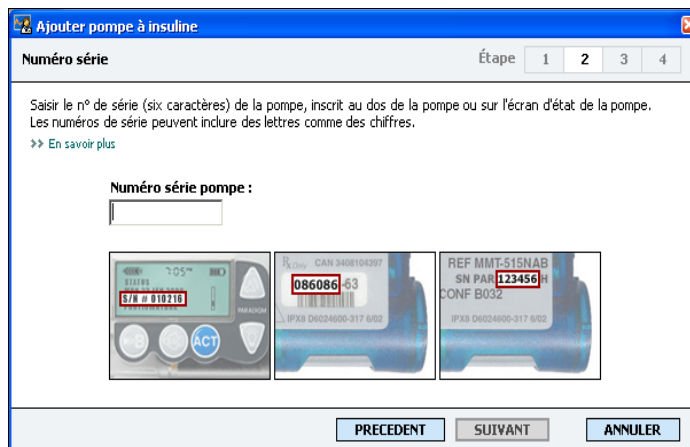 Ajouter pompe à insuline
Numéro série
Étape 1 2 3 4
Saisir le n° de série (six caractères) de la pompe, inscrit au dos de la pompe ou sur l'écran d'état de la pompe.
Les numéros de série peuvent inclure des lettres comme des chiffres.
>> En savoir plus
Numéro série pompe :
7:05
STATUS
S/N # 010216
PARADIGM
B
ACT
Rx Only CAN 3408104397
086086-63
IPX8 D6024600-317 6/02
REF MMT-515NAB
SN PAR 123456 H
CONF B032
IPX8 D6024600-317 6/02
PRECEDENT
SUIVANT
ANNULER